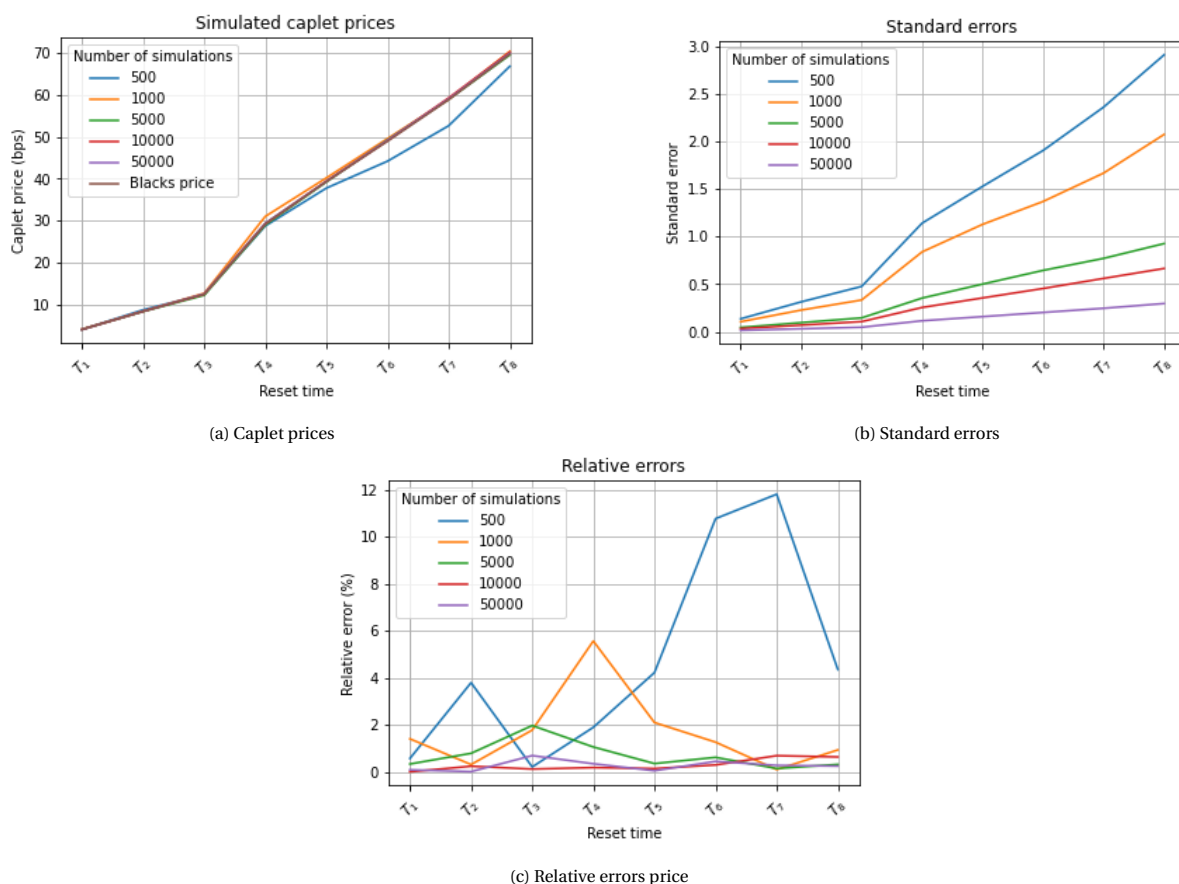 Simulated caplet prices
Number of simulations
500
1000
5000
10000
50000
Blacks price
70
60
50
40
30
20
10
Caplet price (bps)
T1 T2 T3 T4 T5 T6 T7 T8
Reset time
(a) Caplet prices
Standard errors
Number of simulations
500
1000
5000
10000
50000
3.0
2.5
2.0
1.5
1.0
0.5
0.0
Standard error
T1 T2 T3 T4 T5 T6 T7 T8
Reset time
(b) Standard errors
Relative errors
Number of simulations
500
1000
5000
10000
50000
12
10
8
6
4
2
0
Relative error (%)
T1 T2 T3 T4 T5 T6 T7 T8
Reset time
(c) Relative errors price